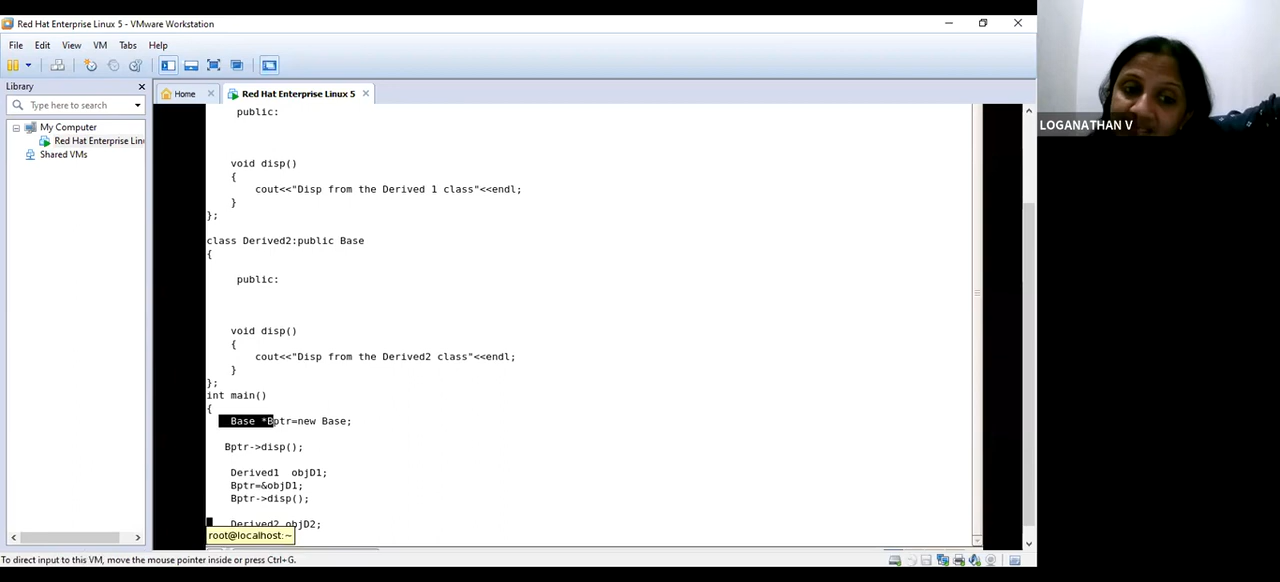 Red Hat Enterprise Linux 5 - VMware Workstation
File Edit View VM Tabs Help
Library
Type here to search
My Computer
Red Hat Enterprise Lin
Shared VMs
Home
Red Hat Enterprise Linux 5
public:
void disp()
{
cout<<"Disp from the Derived 1 class"<<endl;
}
};
class Derived2:public Base
{
public:
void disp()
{
cout<<"Disp from the Derived2 class"<<endl;
}
};
int main()
{
Base *Bptr=new Base;
Bptr->disp();
Derived1 objD1;
Bptr=&objD1;
Bptr->disp();
Derived2 objD2;
root@localhost:~
To direct input to this VM, move the mouse pointer inside or press Ctrl+G.
LOGANATHAN V